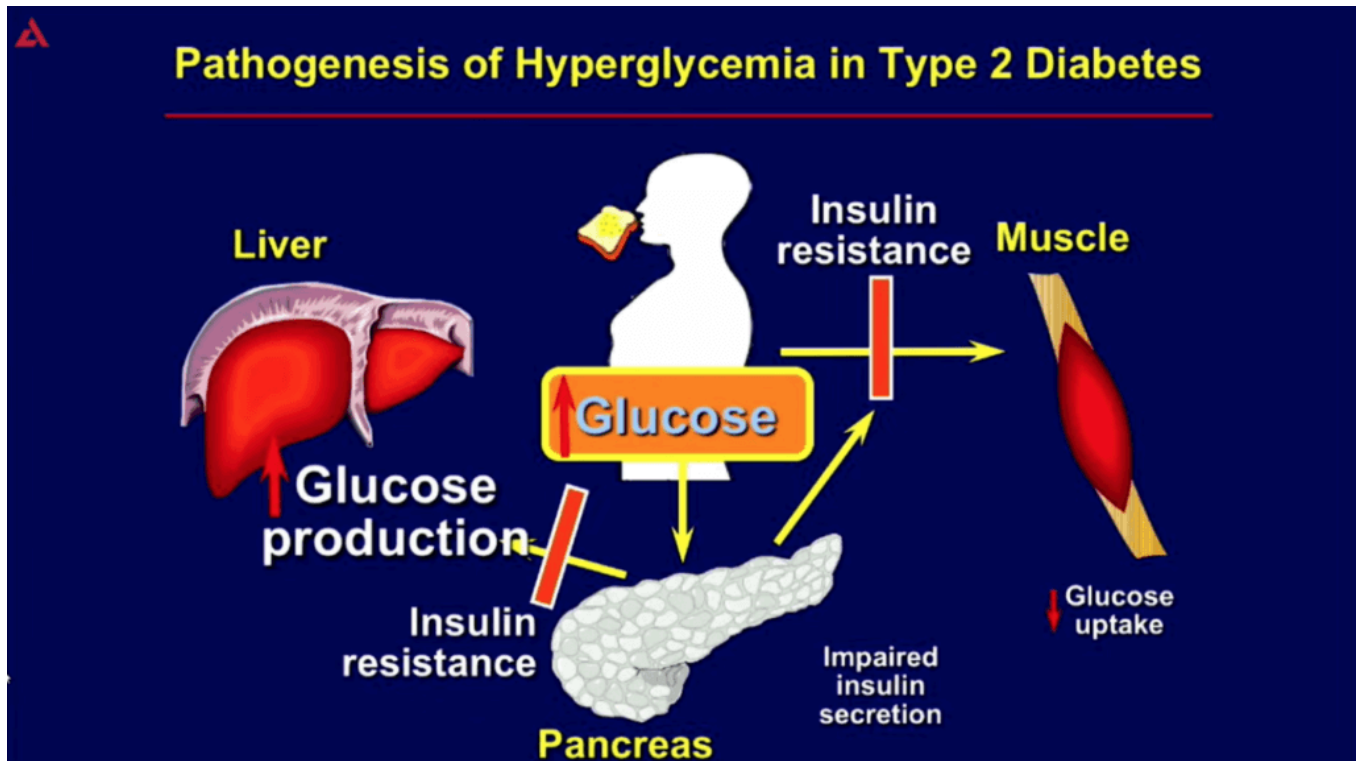 Pathogenesis of Hyperglycemia in Type 2 Diabetes
Liver
Insulin
resistance
Muscle
Glucose
Glucose
production
Insulin
resistance
Glucose
uptake
Impaired
insulin
secretion
Pancreas